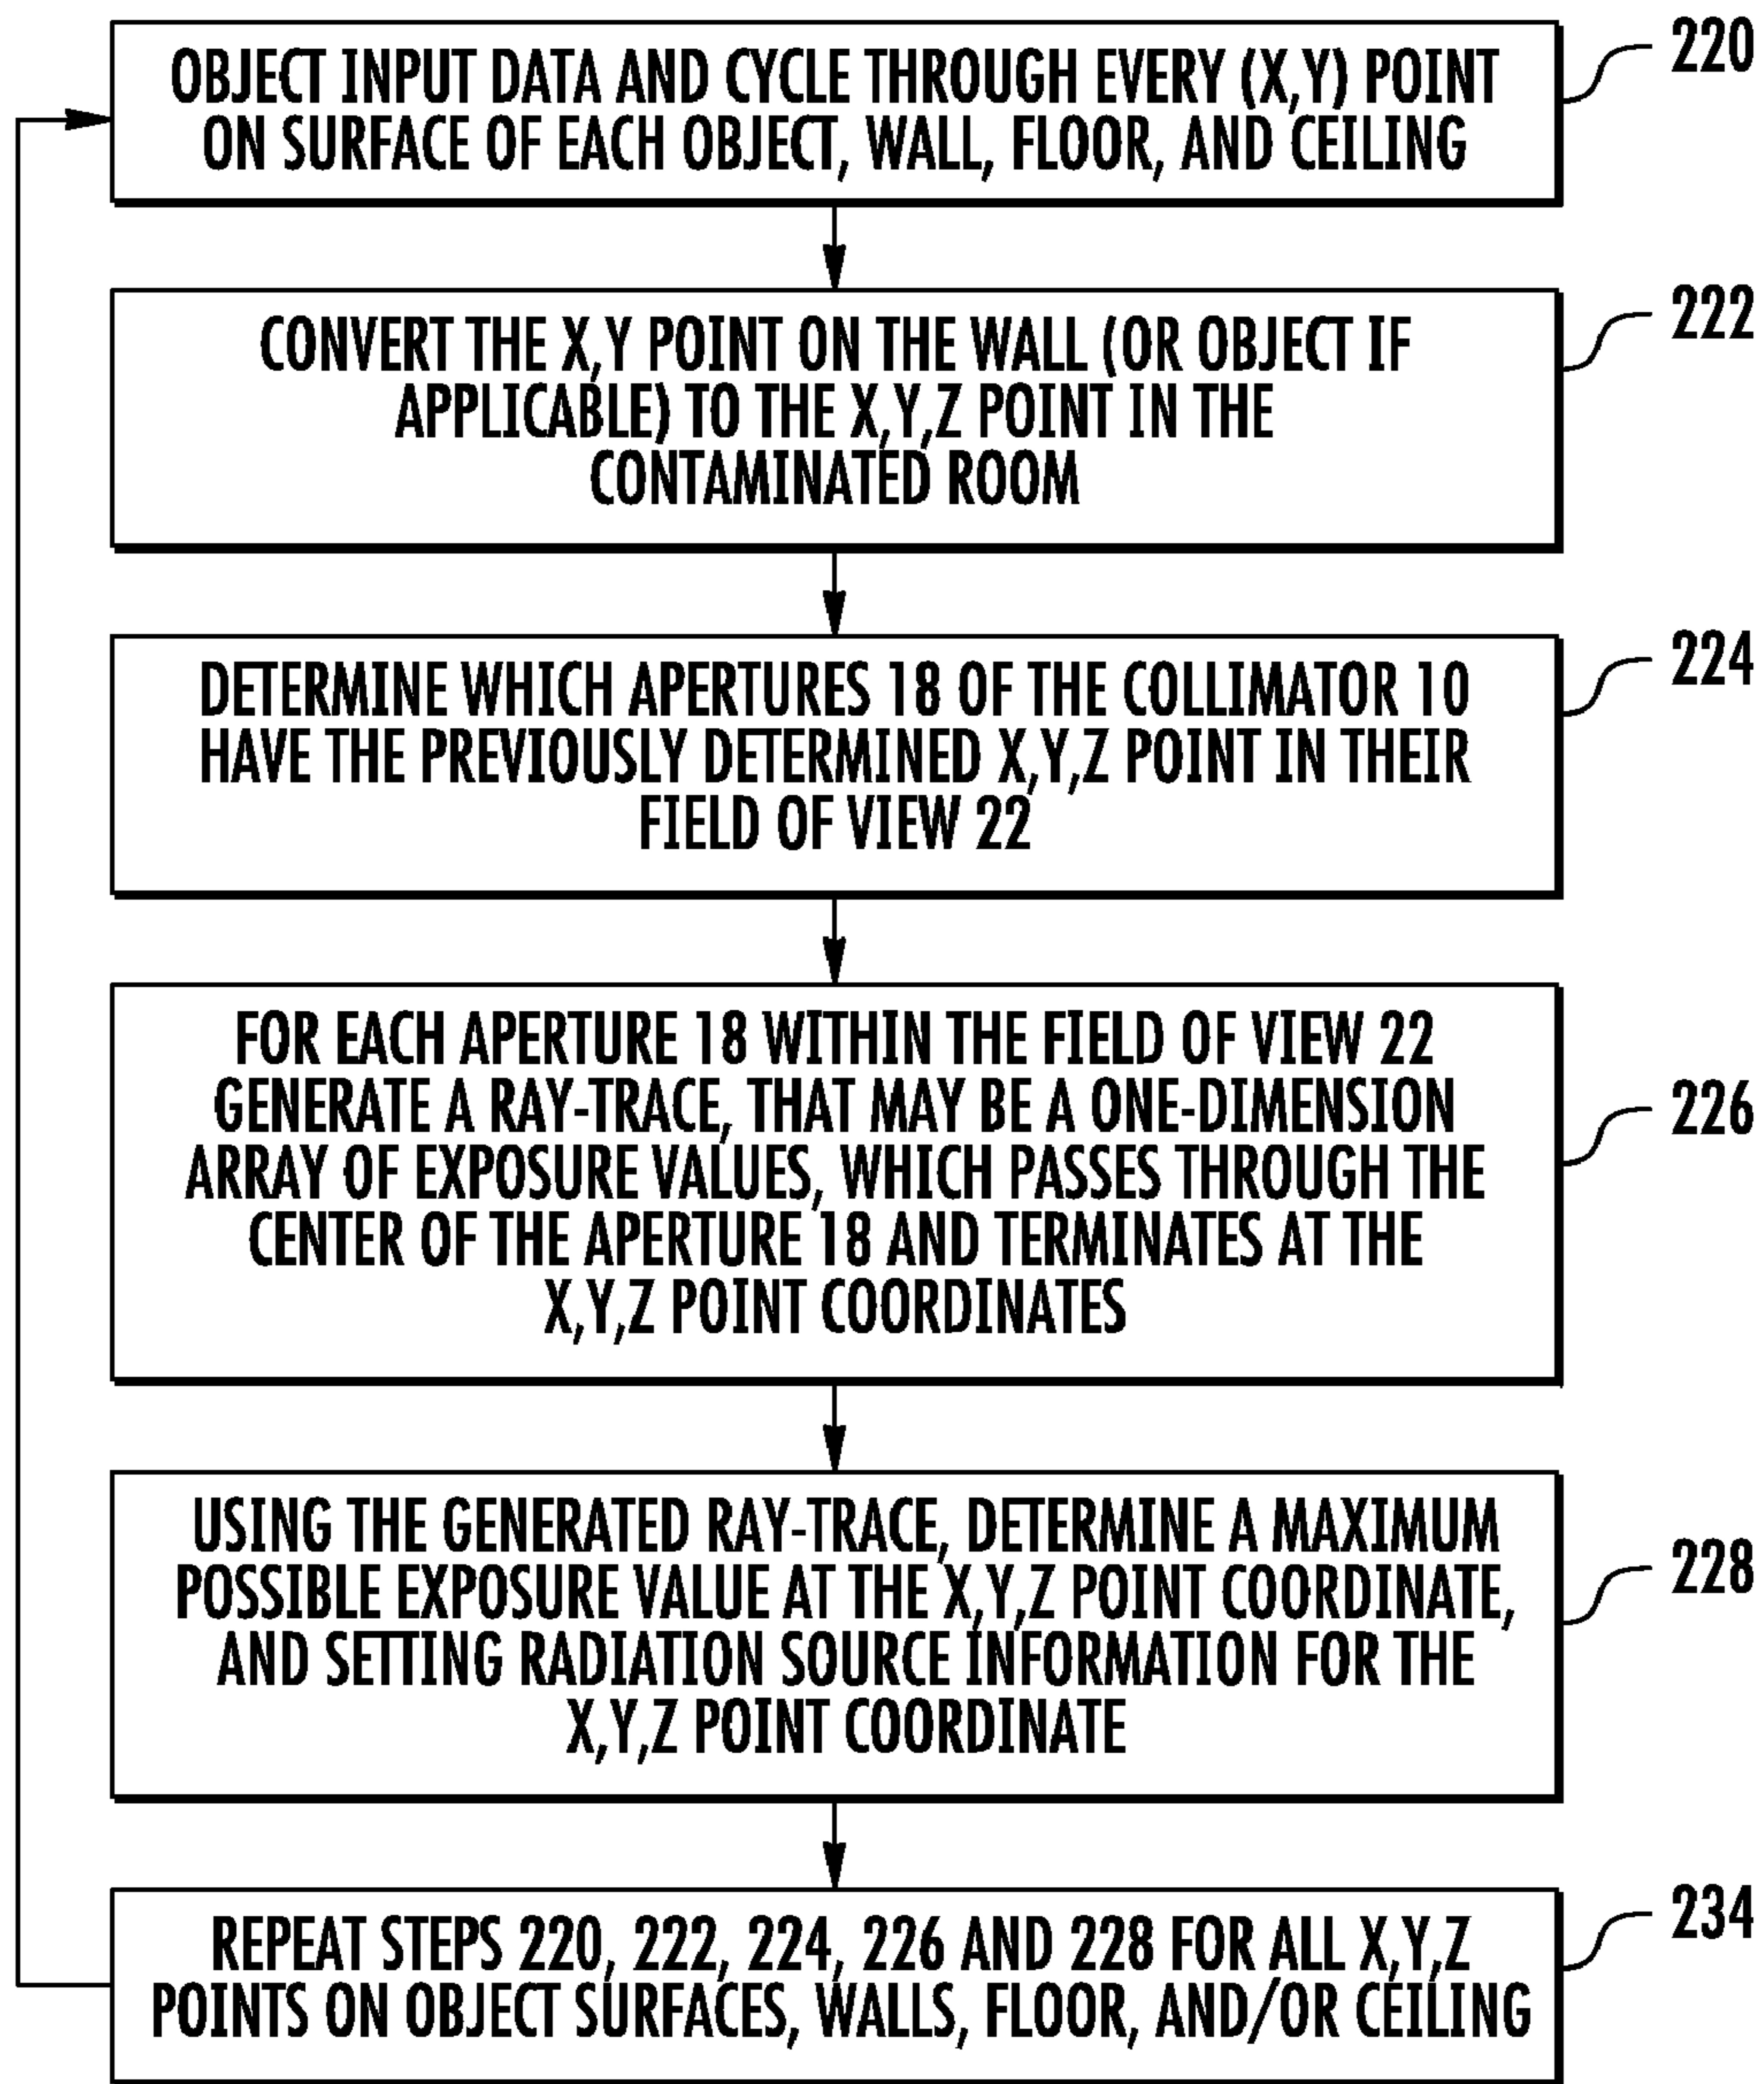 OBJECT INPUT DATA AND CYCLE THROUGH EVERY (X,Y) POINT
ON SURFACE OF EACH OBJECT, WALL, FLOOR, AND CEILING
220
CONVERT THE X,Y POINT ON THE WALL (OR OBJECT IF
APPLICABLE) TO THE X,Y,Z POINT IN THE
CONTAMINATED ROOM
222
DETERMINE WHICH APERTURES 18 OF THE COLLIMATOR 10
HAVE THE PREVIOUSLY DETERMINED X,Y,Z POINT IN THEIR
FIELD OF VIEW 22
224
FOR EACH APERTURE 18 WITHIN THE FIELD OF VIEW 22
GENERATE A RAY-TRACE, THAT MAY BE A ONE-DIMENSION
ARRAY OF EXPOSURE VALUES, WHICH PASSES THROUGH THE
CENTER OF THE APERTURE 18 AND TERMINATES AT THE
X,Y,Z POINT COORDINATES
226
USING THE GENERATED RAY-TRACE, DETERMINE A MAXIMUM
POSSIBLE EXPOSURE VALUE AT THE X,Y,Z POINT COORDINATE,
AND SETTING RADIATION SOURCE INFORMATION FOR THE
X,Y,Z POINT COORDINATE
228
REPEAT STEPS 220, 222, 224, 226 AND 228 FOR ALL X,Y,Z
POINTS ON OBJECT SURFACES, WALLS, FLOOR, AND/OR CEILING
234